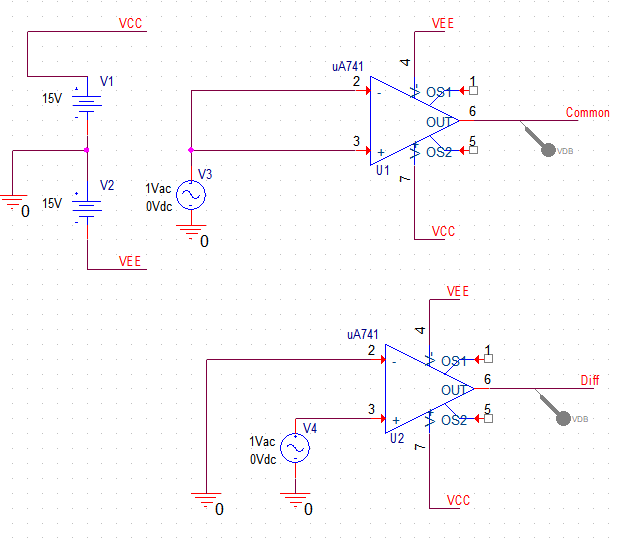 VCC
V1
15V
V2
15V
0
VEE
VEE
4
uA741
2
-
OS1
1
OUT
6
Common
VDB
3
+
OS2
5
U1
7
V3
1Vac
0Vdc
0
VCC
VEE
4
uA741
2
-
OS1
1
OUT
6
Diff
VDB
3
+
OS2
5
U2
7
V4
1Vac
0Vdc
VCC
0
0